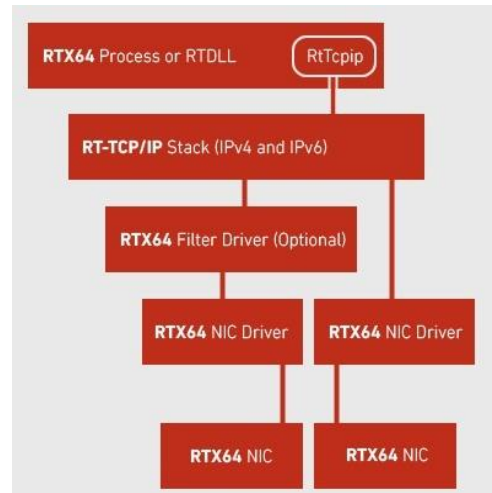 RTX64 Process or RTDLL RtTcpip
RT-TCP/IP Stack (IPv4 and IPv6)
RTX64 Filter Driver (Optional)
RTX64 NIC Driver RTX64 NIC Driver
RTX64 NIC RTX64 NIC